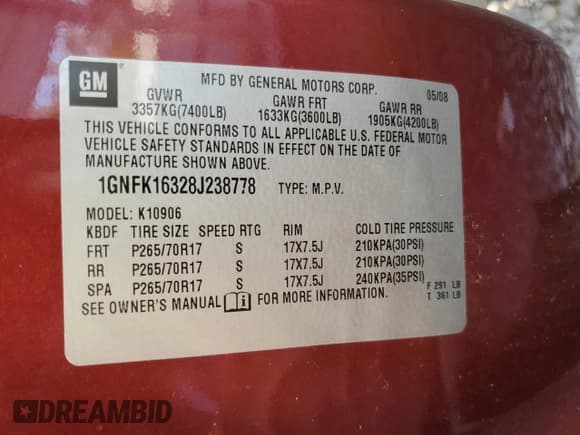 GM
MFD BY GENERAL MOTORS CORP. 05/08
GVWR GAWR FRT GAWR RR
3357KG(7400LB) 1633KG(3600LB) 1905KG(4200LB)
THIS VEHICLE CONFORMS TO ALL APPLICABLE U.S. FEDERAL MOTOR
VEHICLE SAFETY STANDARDS IN EFFECT ON THE DATE OF
MANUFACTURE SHOWN ABOVE.
1GNFK16328J238778 TYPE: M.P.V.
MODEL: K10906
KBDF TIRE SIZE SPEED RTG RIM COLD TIRE PRESSURE
FRT P265/70R17 S 17X7.5J 210KPA(30PSI)
RR P265/70R17 S 17X7.5J 210KPA(30PSI)
SPA P265/70R17 S 17X7.5J 240KPA(35PSI)
SEE OWNER'S MANUAL i FOR MORE INFORMATION.
F 291 LB
T 361 LB
DREAMBID